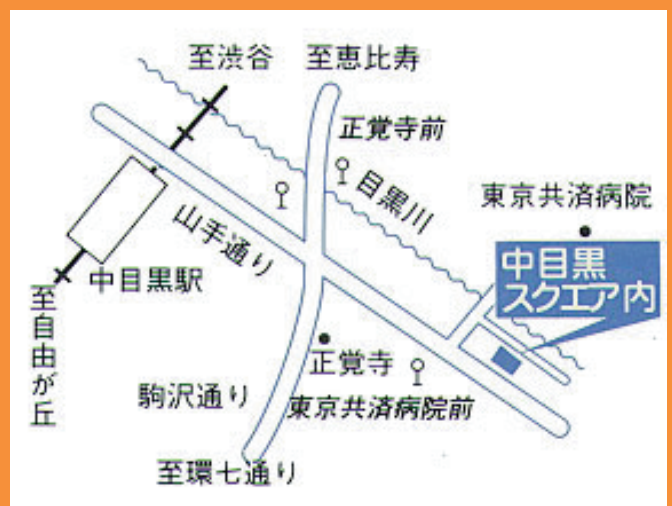 至渋谷
至恵比寿
正覚寺前
目黒川
東京共済病院
山手通り
中目黒
スクエア内
中目黒駅
至自由が丘
正覚寺
駒沢通り
東京共済病院前
至環七通り